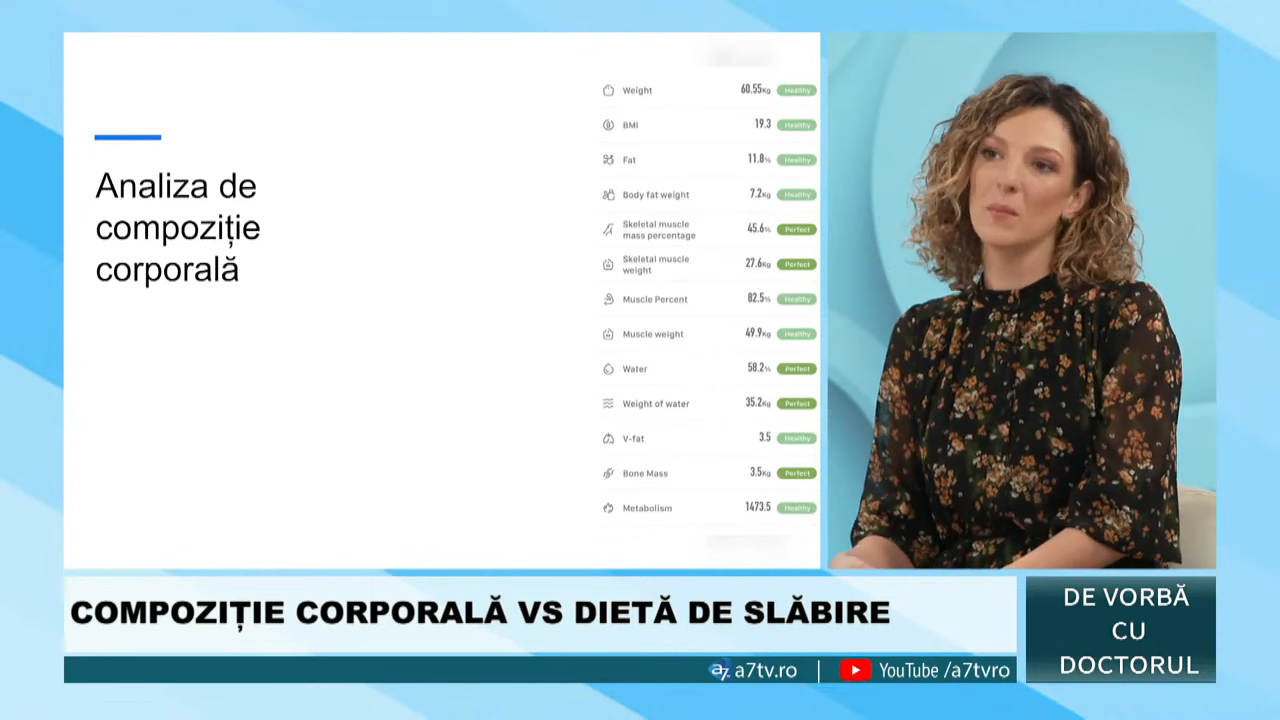 Analiza de
compoziție
corporală
Weight 60.55Kg Healthy
BMI 19.3 Healthy
Fat 11.8% Healthy
Body fat weight 7.2Kg Healthy
Skeletal muscle
mass percentage 45.6% Perfect
Skeletal muscle
weight 27.6Kg Perfect
Muscle Percent 82.5% Healthy
Muscle weight 49.9Kg Healthy
Water 58.2% Perfect
Weight of water 35.2Kg Perfect
V-fat 3.5 Healthy
Bone Mass 3.5Kg Perfect
Metabolism 1473.5 Healthy
COMPOZIȚIE CORPORALĂ VS DIETĂ DE SLĂBIRE
DE VORBĂ
CU
DOCTORUL
a7 a7tv.ro | YouTube /a7tvro